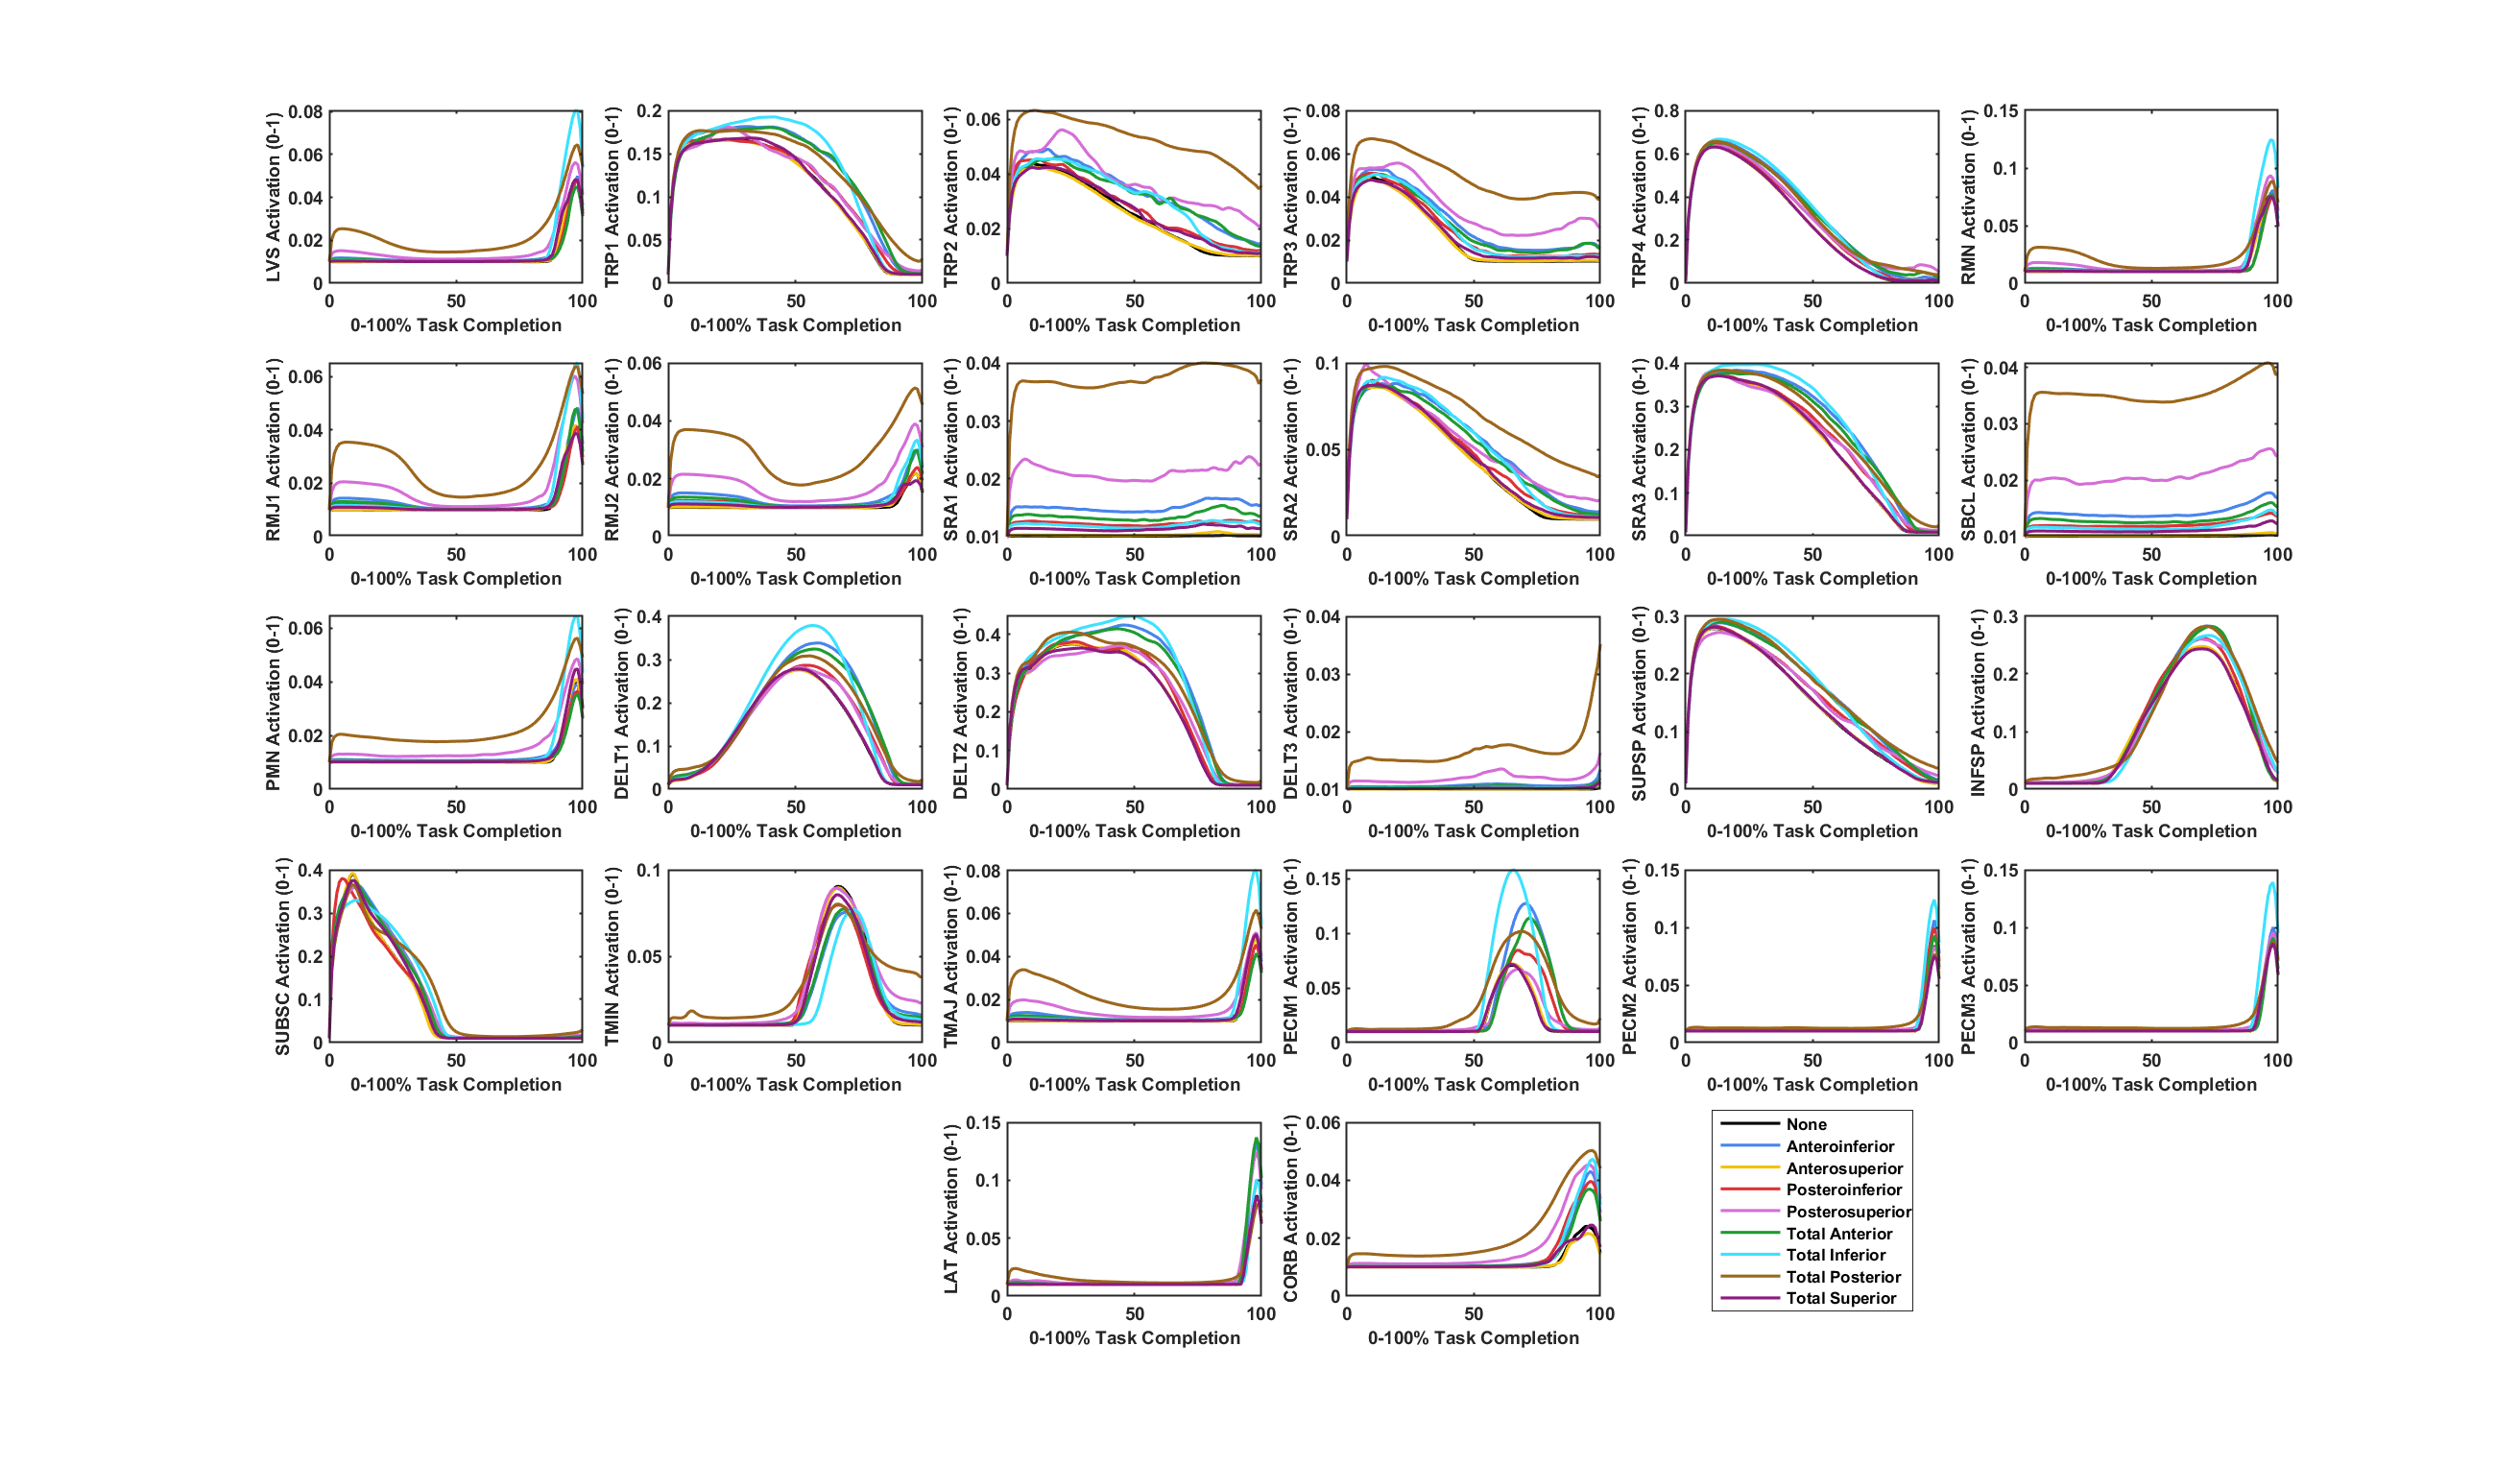 LVS Activation (0-1)
0.08
0.06
0.04
0.02
0
0 50 100
0-100% Task Completion
TRP1 Activation (0-1)
0.2
0.15
0.1
0.05
0
0 50 100
0-100% Task Completion
TRP2 Activation (0-1)
0.06
0.04
0.02
0
0 50 100
0-100% Task Completion
TRP3 Activation (0-1)
0.08
0.06
0.04
0.02
0
0 50 100
0-100% Task Completion
TRP4 Activation (0-1)
0.8
0.6
0.4
0.2
0
0 50 100
0-100% Task Completion
RMN Activation (0-1)
0.15
0.1
0.05
0
0 50 100
0-100% Task Completion
RMJ1 Activation (0-1)
0.06
0.04
0.02
0
0 50 100
0-100% Task Completion
RMJ2 Activation (0-1)
0.06
0.04
0.02
0
0 50 100
0-100% Task Completion
SRA1 Activation (0-1)
0.04
0.03
0.02
0.01
0 50 100
0-100% Task Completion
SRA2 Activation (0-1)
0.1
0.05
0
0 50 100
0-100% Task Completion
SRA3 Activation (0-1)
0.4
0.3
0.2
0.1
0
0 50 100
0-100% Task Completion
SBCL Activation (0-1)
0.04
0.03
0.02
0.01
0 50 100
0-100% Task Completion
PMN Activation (0-1)
0.06
0.04
0.02
0
0 50 100
0-100% Task Completion
DELT1 Activation (0-1)
0.4
0.3
0.2
0.1
0
0 50 100
0-100% Task Completion
DELT2 Activation (0-1)
0.4
0.3
0.2
0.1
0
0 50 100
0-100% Task Completion
DELT3 Activation (0-1)
0.04
0.03
0.02
0.01
0 50 100
0-100% Task Completion
SUPSP Activation (0-1)
0.3
0.2
0.1
0
0 50 100
0-100% Task Completion
INFSP Activation (0-1)
0.3
0.2
0.1
0
0 50 100
0-100% Task Completion
SUBSC Activation (0-1)
0.4
0.3
0.2
0.1
0
0 50 100
0-100% Task Completion
TMIN Activation (0-1)
0.1
0.05
0
0 50 100
0-100% Task Completion
TMAJ Activation (0-1)
0.08
0.06
0.04
0.02
0
0 50 100
0-100% Task Completion
PECM1 Activation (0-1)
0.15
0.1
0.05
0
0 50 100
0-100% Task Completion
PECM2 Activation (0-1)
0.15
0.1
0.05
0
0 50 100
0-100% Task Completion
PECM3 Activation (0-1)
0.15
0.1
0.05
0
0 50 100
0-100% Task Completion
LAT Activation (0-1)
0.15
0.1
0.05
0
0 50 100
0-100% Task Completion
CORB Activation (0-1)
0.06
0.04
0.02
0
0 50 100
0-100% Task Completion
None
Anteroinferior
Anterosuperior
Posteroinferior
Posterosuperior
Total Anterior
Total Inferior
Total Posterior
Total Superior